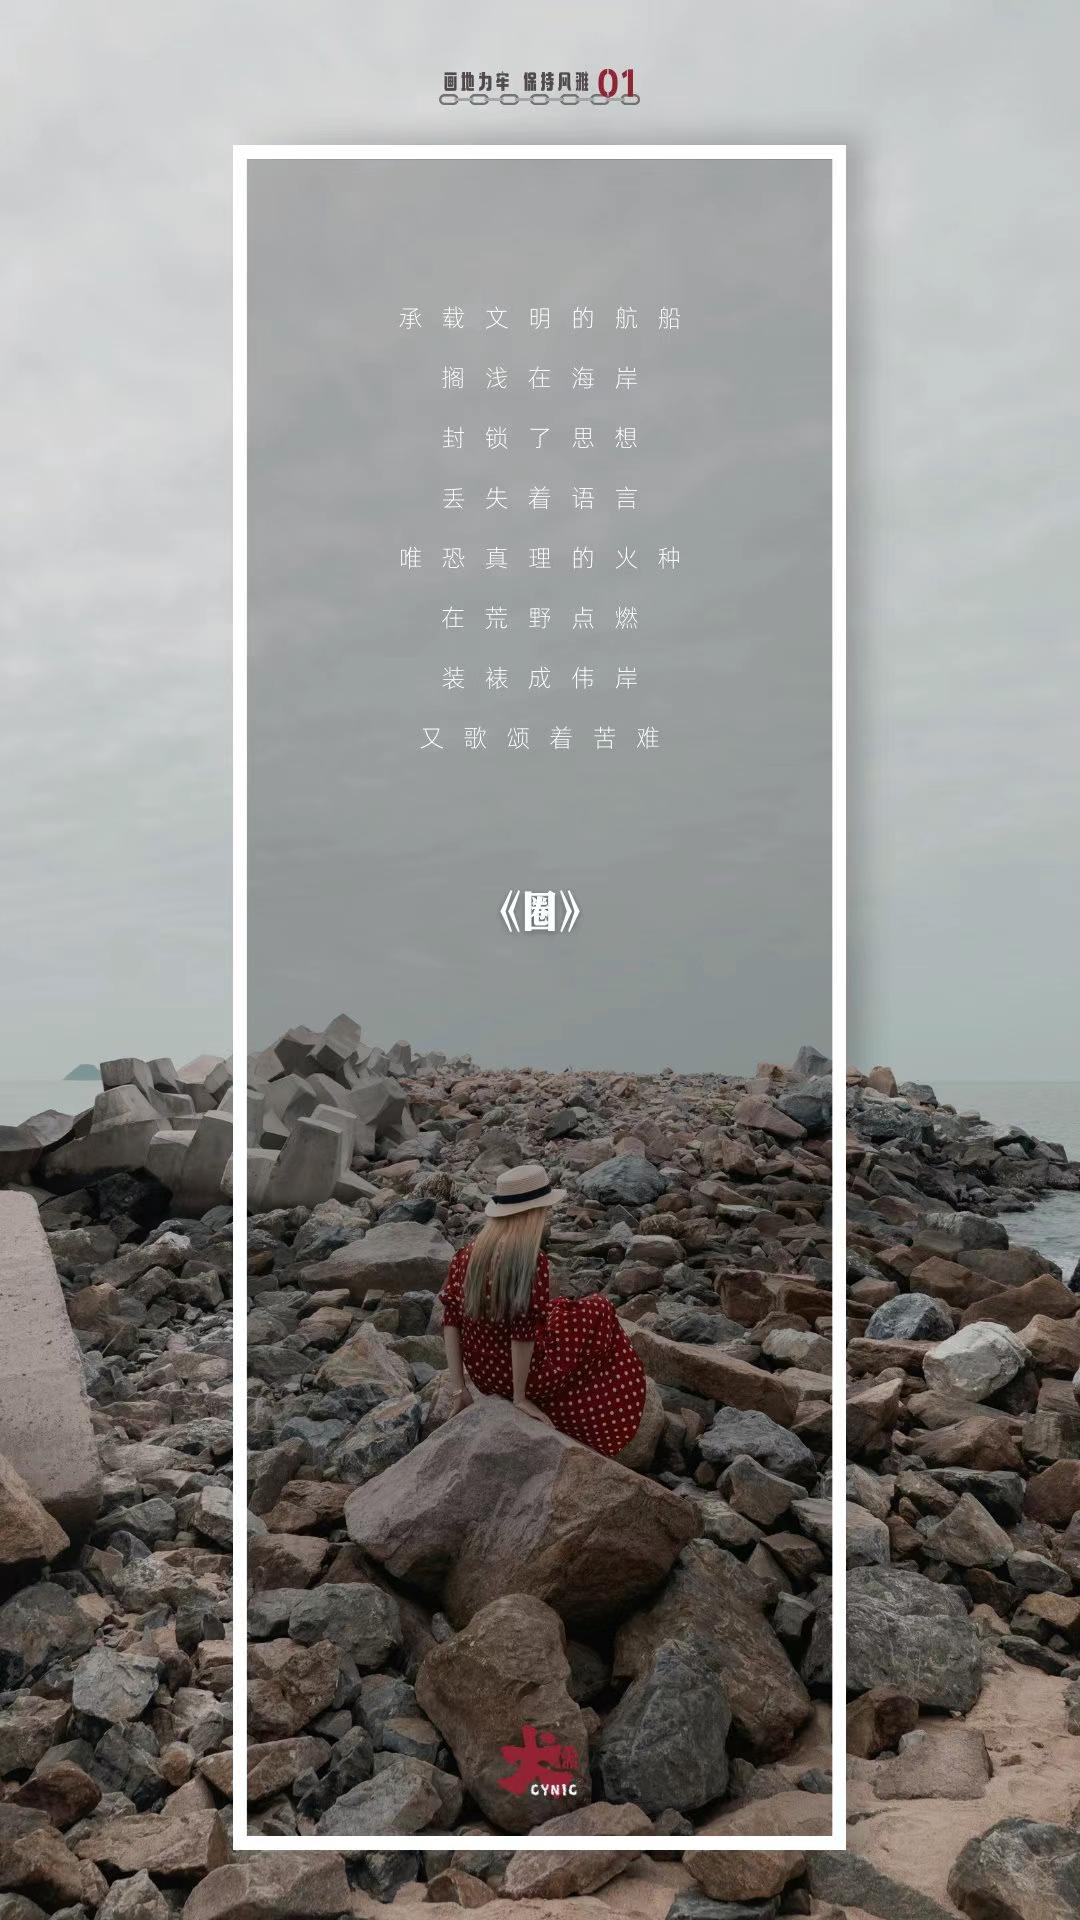 画地为牢 保持风雅 01
承载文明的航船
搁浅在海岸
封锁了思想
丢失着语言
唯恐真理的火种
在荒野点燃
装裱成伟岸
又歌颂着苦难
《圈》
犬儒
CYNIC